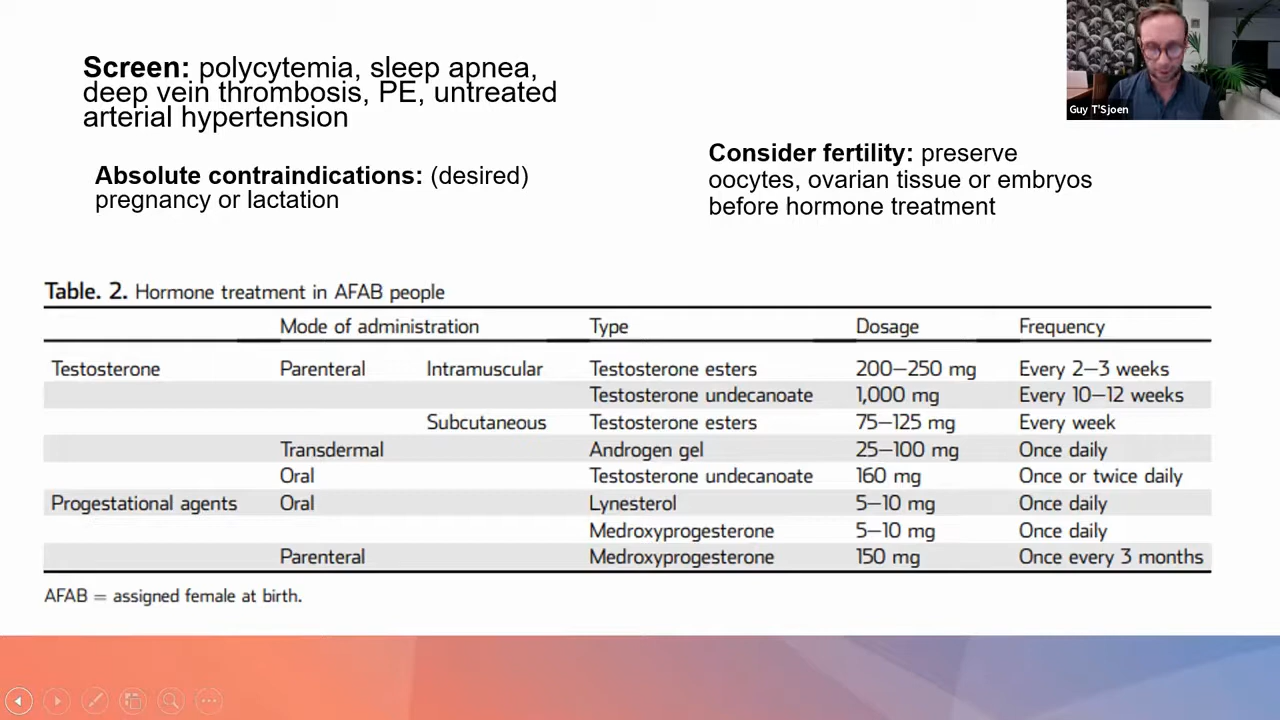 Screen: polycytemia, sleep apnea,
deep vein thrombosis, PE, untreated
arterial hypertension
Absolute contraindications: (desired)
pregnancy or lactation
Guy T'Sjoen
Consider fertility: preserve
oocytes, ovarian tissue or embryos
before hormone treatment
Table. 2. Hormone treatment in AFAB people
Mode of administration Type Dosage Frequency
Testosterone Parenteral Intramuscular Testosterone esters 200–250 mg Every 2–3 weeks
Testosterone undecanoate 1,000 mg Every 10–12 weeks
Subcutaneous Testosterone esters 75–125 mg Every week
Transdermal Androgen gel 25–100 mg Once daily
Oral Testosterone undecanoate 160 mg Once or twice daily
Progestational agents Oral Lynesterol 5–10 mg Once daily
Medroxyprogesterone 5–10 mg Once daily
Parenteral Medroxyprogesterone 150 mg Once every 3 months
AFAB = assigned female at birth.